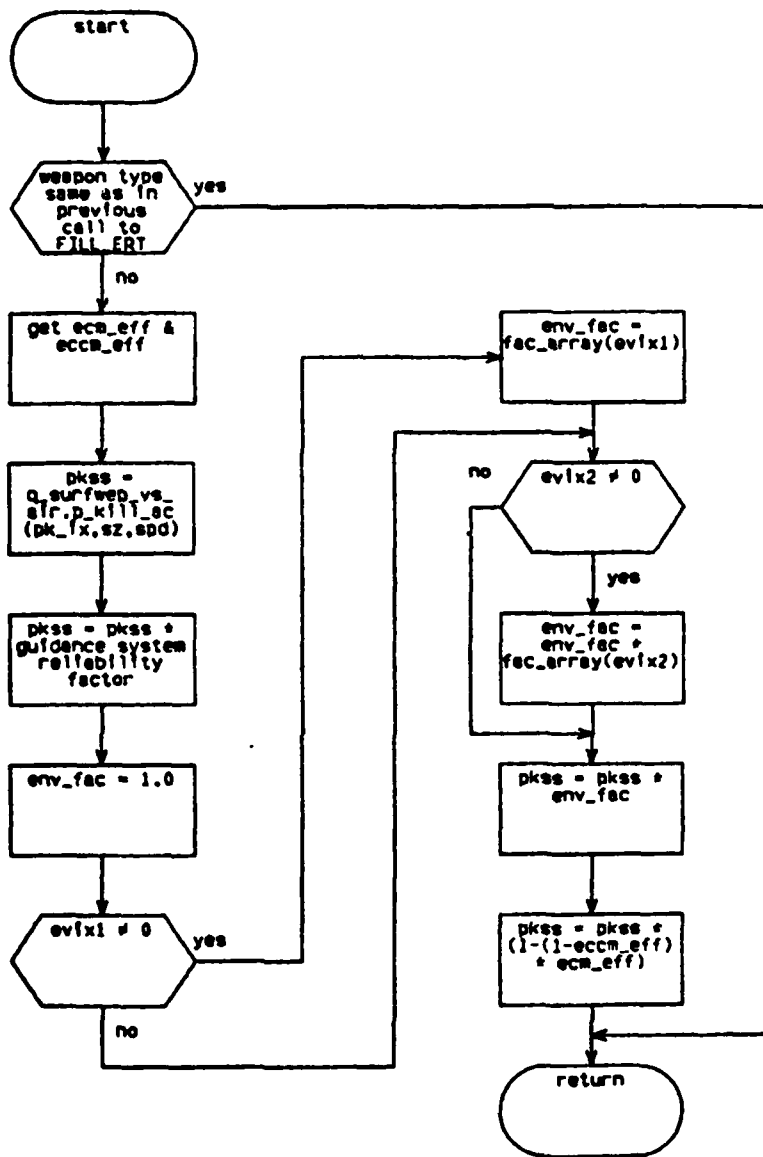 start
weapon type
same as in
previous
call to
FILL_ERT
yes
no
get ecm_eff &
eccm_eff
pkss =
q_surfwep_vs_
air.p_kill_ac
(pk_ix,sz,spd)
pkss = pkss *
guidance system
reliability
factor
env_fac = 1.0
evix1 ≠ 0
yes
no
env_fac =
fac_array(evix1)
evix2 ≠ 0
no
yes
env_fac =
env_fac *
fac_array(evix2)
pkss = pkss *
env_fac
pkss = pkss *
(1-(1-eccm_eff)
* ecm_eff)
return